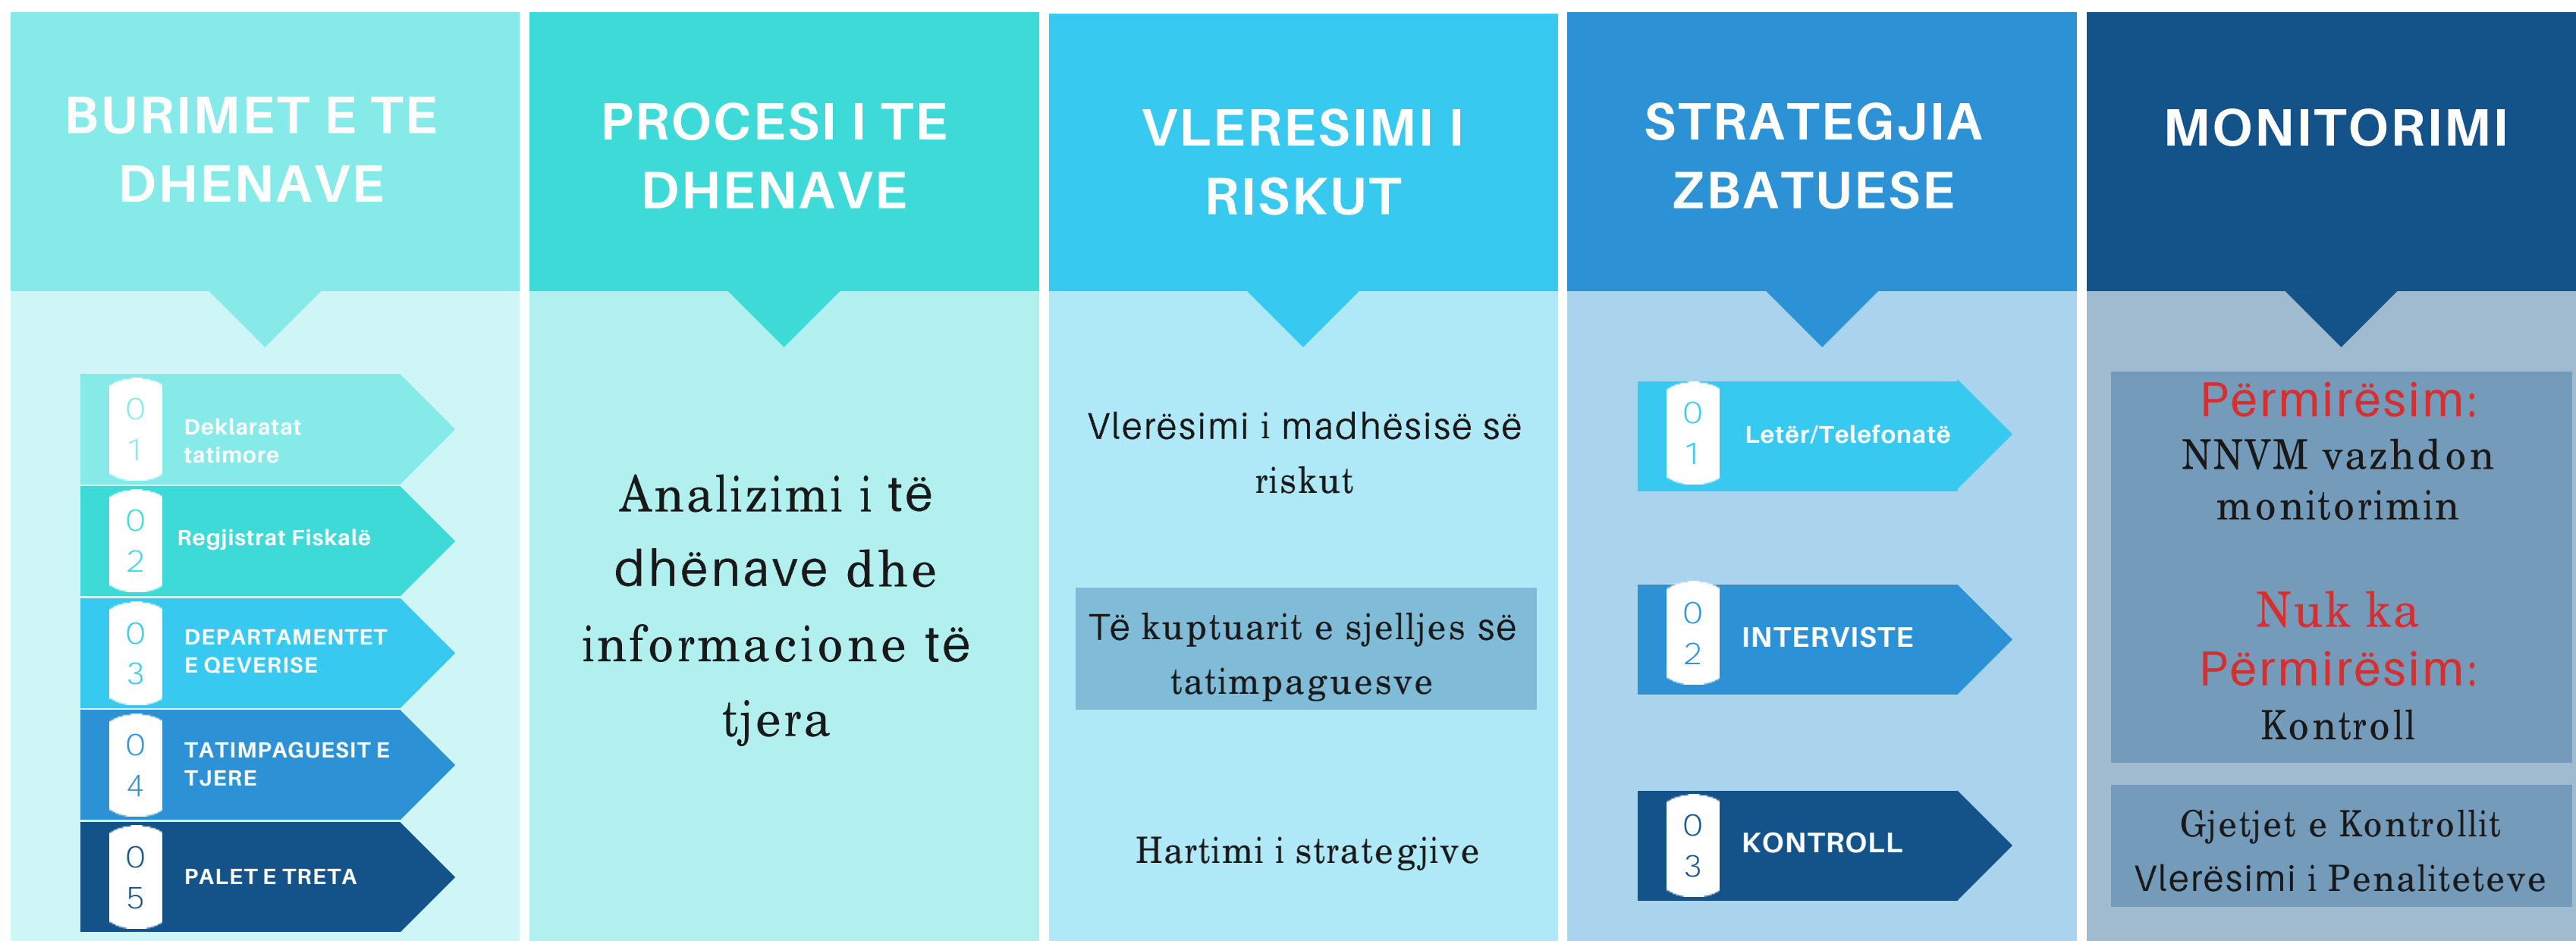 BURIMET E TE
DHENAVE
0
1
Deklaratat
tatimore
0
2
Regjistrat Fiskalë
0
3
DEPARTAMENTET
E QEVERISE
0
4
TATIMPAGUESIT E
TJERE
0
5
PALET E TRETA
PROCESI I TE
DHENAVE
Analizimi i të
dhënave dhe
informacione të
tjera
VLERESIMI I
RISKUT
Vlerësimi i madhësisë së
riskut
Të kuptuarit e sjelljes së
tatimpaguesve
Hartimi i strategjive
STRATEGJIA
ZBATUESE
0
1
Letër/Telefonatë
0
2
INTERVISTE
0
3
KONTROLL
MONITORIMI
Përmirësim:
NNVM vazhdon
monitorimin
Nuk ka
Përmirësim:
Kontroll
Gjetjet e Kontrollit
Vlerësimi i Penaliteteve